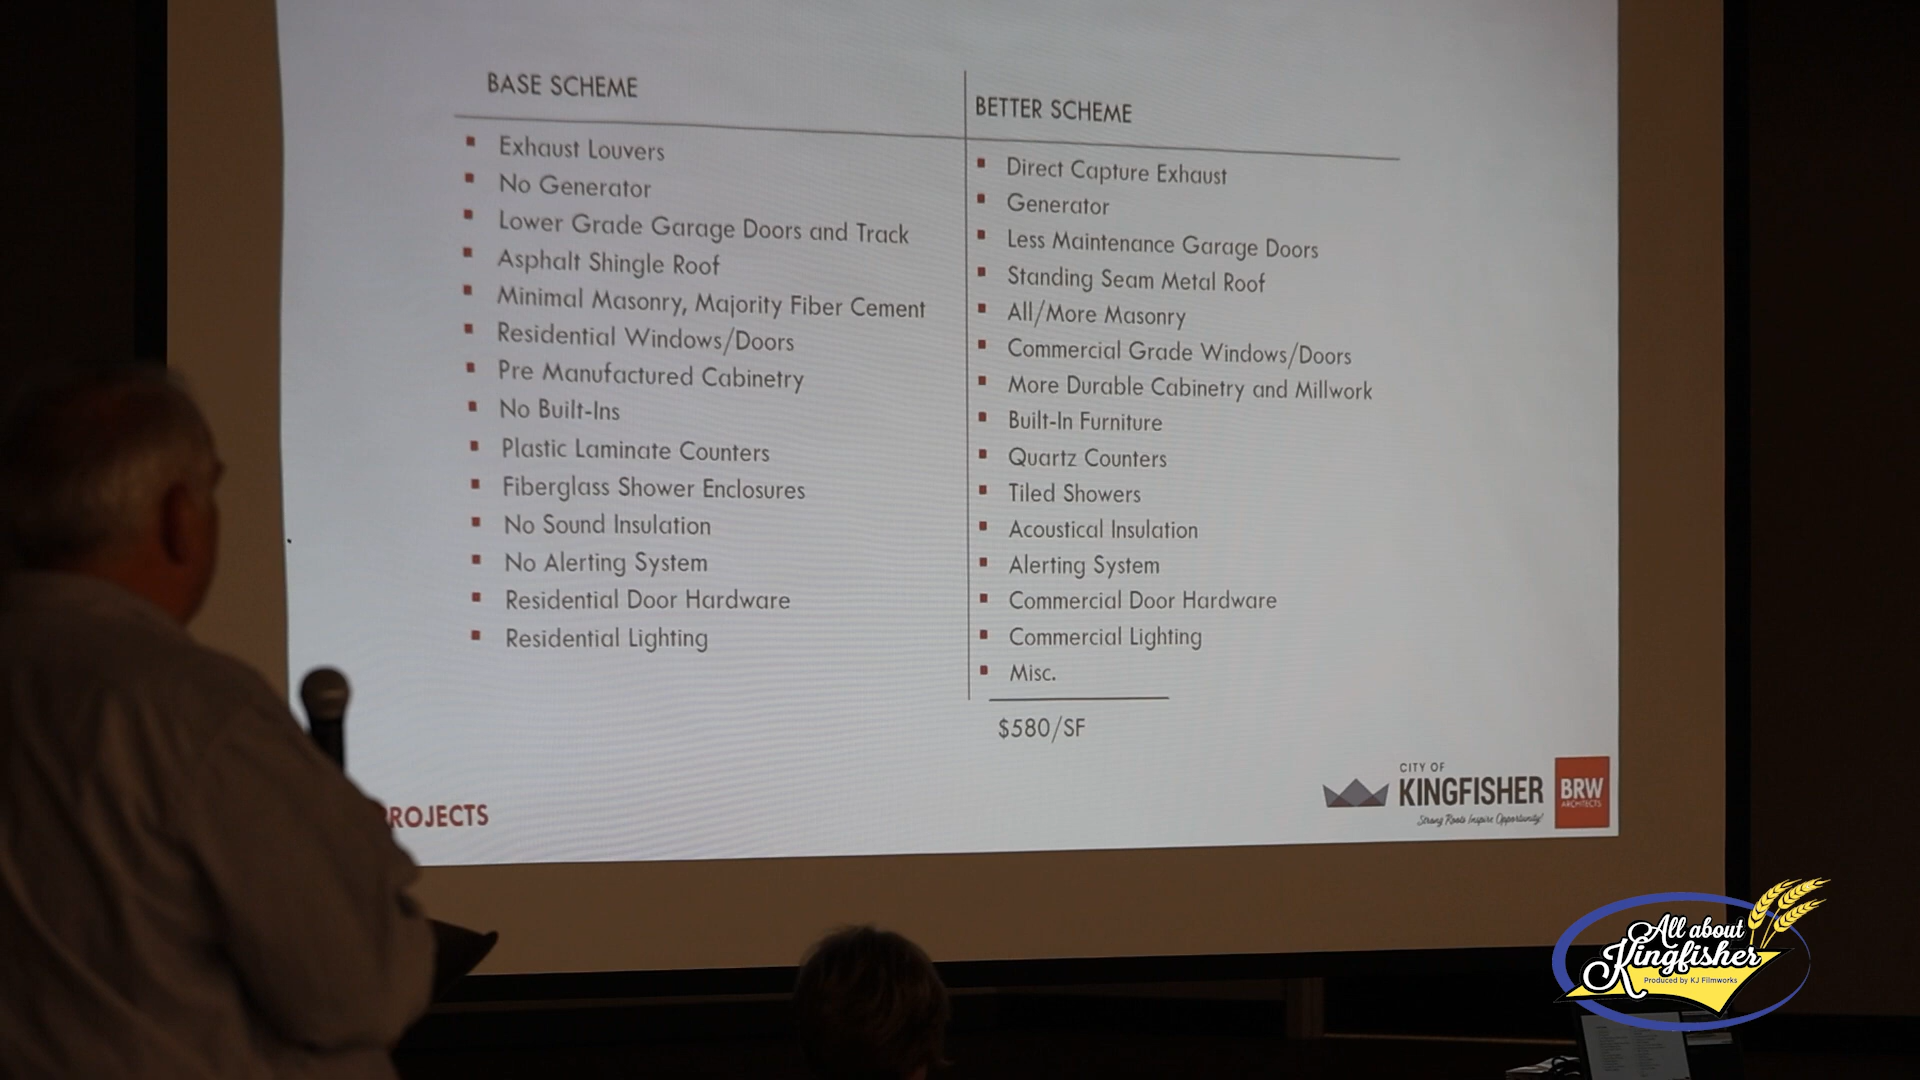 BASE SCHEME
Exhaust Louvers
No Generator
Lower Grade Garage Doors and Track
Asphalt Shingle Roof
Minimal Masonry, Majority Fiber Cement
Residential Windows/Doors
Pre Manufactured Cabinetry
No Built-Ins
Plastic Laminate Counters
Fiberglass Shower Enclosures
No Sound Insulation
No Alerting System
Residential Door Hardware
Residential Lighting
BETTER SCHEME
Direct Capture Exhaust
Generator
Less Maintenance Garage Doors
Standing Seam Metal Roof
All/More Masonry
Commercial Grade Windows/Doors
More Durable Cabinetry and Millwork
Built-In Furniture
Quartz Counters
Tiled Showers
Acoustical Insulation
Alerting System
Commercial Door Hardware
Commercial Lighting
Misc.
$580/SF
ROJECTS
CITY OF
KINGFISHER
Strong Roots Inspire Opportunity!
BRW
ARCHITECTS
All about
Kingfisher
Produced by KJ Filmworks